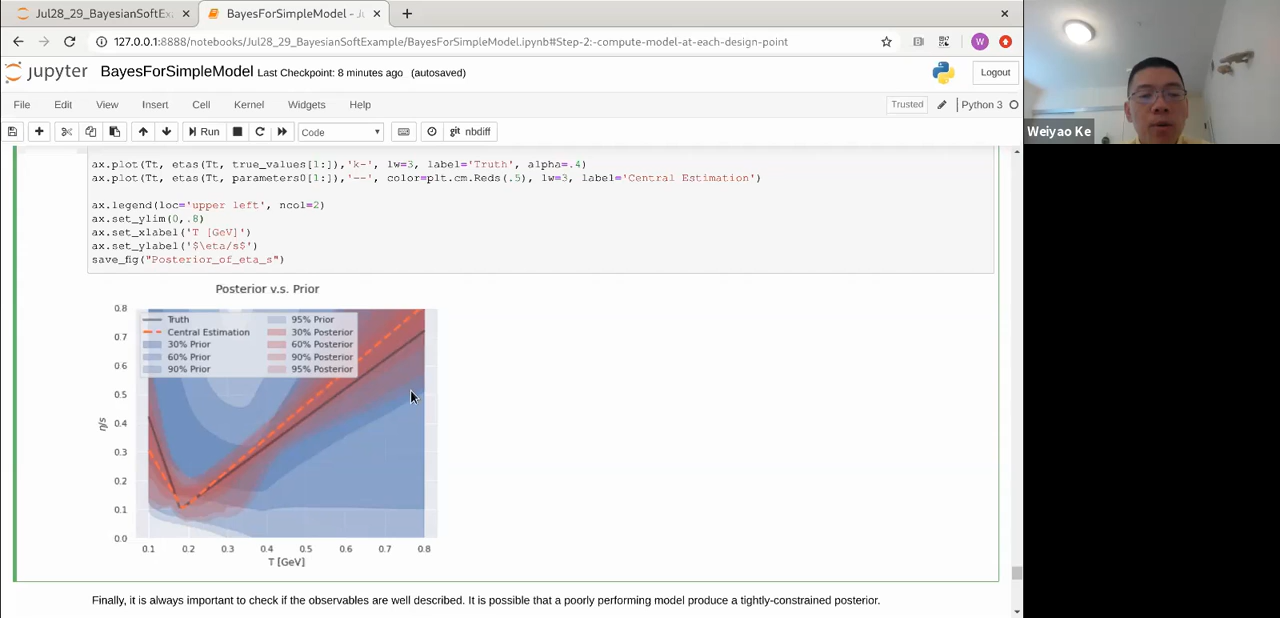 Jul28_29_BayesianSoftEx
BayesForSimpleModel - Ju
127.0.0.1:8888/notebooks/Jul28_29_BayesianSoftExample/BayesForSimpleModel.ipynb#Step-2:-compute-model-at-each-design-point
W
jupyter BayesForSimpleModel Last Checkpoint: 8 minutes ago (autosaved)
Logout
File Edit View Insert Cell Kernel Widgets Help
Trusted
Python 3
Run
Code
git nbdiff
Weiyao Ke
ax.plot(Tt, etas(Tt, true_values[1:]),'k-', lw=3, label='Truth', alpha=.4)
ax.plot(Tt, etas(Tt, parameters0[1:]),'--', color=plt.cm.Reds(.5), lw=3, label='Central Estimation')
ax.legend(loc='upper left', ncol=2)
ax.set_ylim(0,.8)
ax.set_xlabel('T [GeV]')
ax.set_ylabel('$\eta/s$')
save_fig("Posterior_of_eta_s")
Posterior v.s. Prior
Truth
Central Estimation
30% Prior
60% Prior
90% Prior
95% Prior
30% Posterior
60% Posterior
90% Posterior
95% Posterior
0.8
0.7
0.6
0.5
0.4
0.3
0.2
0.1
0.0
η/s
0.1 0.2 0.3 0.4 0.5 0.6 0.7 0.8
T [GeV]
Finally, it is always important to check if the observables are well described. It is possible that a poorly performing model produce a tightly-constrained posterior.